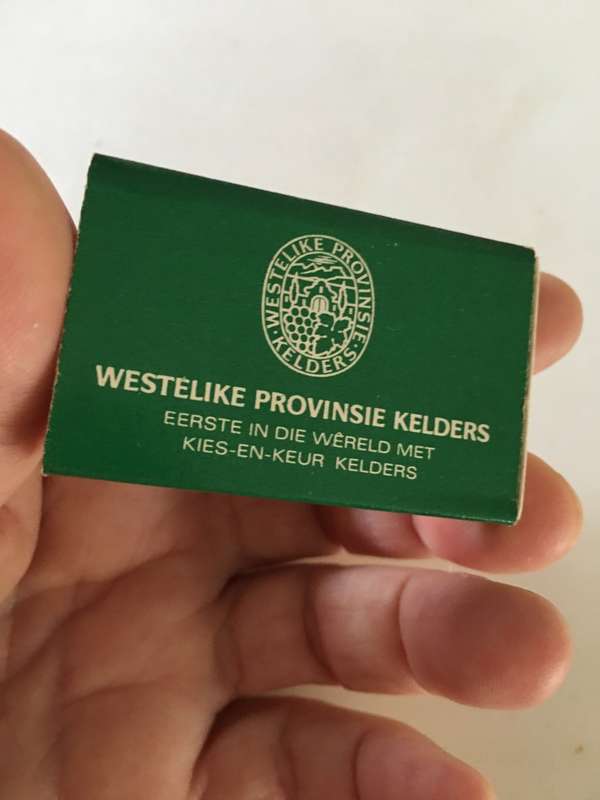 WESTELIKE PROVINSIE
KELDERS
WESTELIKE PROVINSIE KELDERS
EERSTE IN DIE WÊRELD MET
KIES-EN-KEUR KELDERS